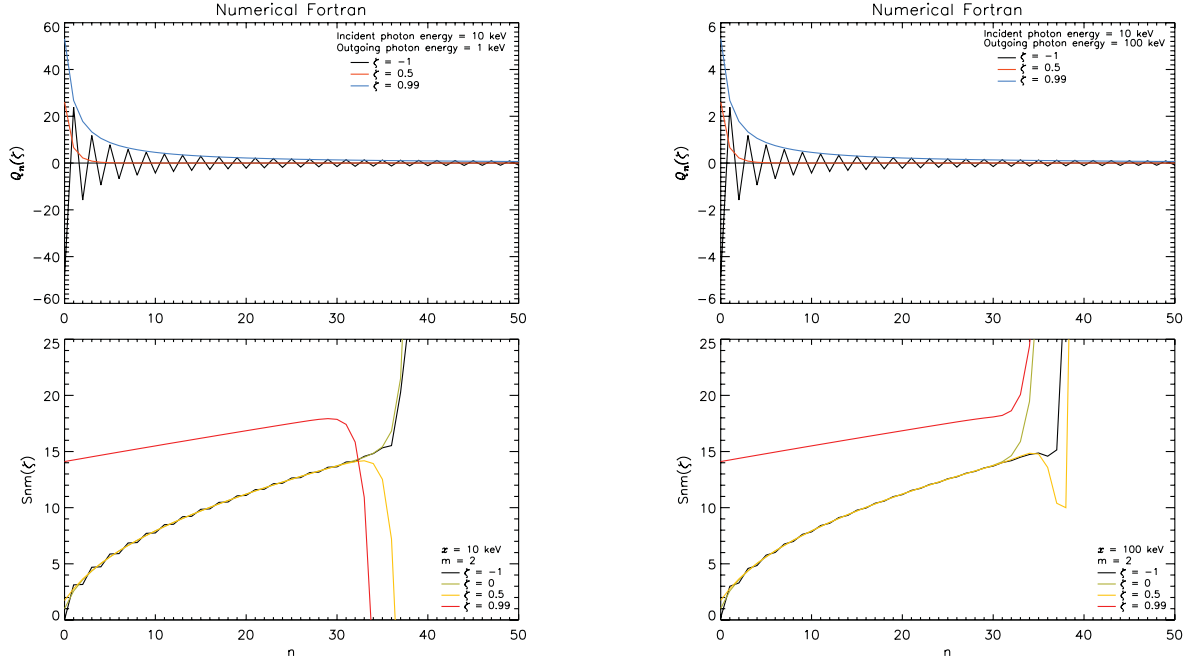 Numerical Fortran
60
40
20
0
−20
−40
−60
Qn(ζ)
Incident photon energy = 10 keV
Outgoing photon energy = 1 keV
ζ = −1
ζ = 0.5
ζ = 0.99
0 10 20 30 40 50
Numerical Fortran
6
4
2
0
−2
−4
−6
Qn(ζ)
Incident photon energy = 10 keV
Outgoing photon energy = 100 keV
ζ = −1
ζ = 0.5
ζ = 0.99
0 10 20 30 40 50
25
20
15
10
5
0
Snm(ζ)
x = 10 keV
m = 2
ζ = −1
ζ = 0
ζ = 0.5
ζ = 0.99
0 10 20 30 40 50
n
25
20
15
10
5
0
Snm(ζ)
x = 100 keV
m = 2
ζ = −1
ζ = 0
ζ = 0.5
ζ = 0.99
0 10 20 30 40 50
n